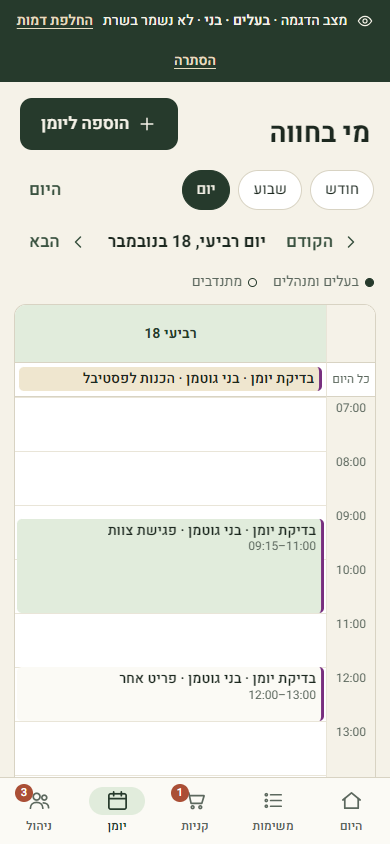 מצב הדגמה · בעלים · בני · לא נשמר בשרת החלפת דמות
הסתרה
מי בחווה
הוספה ליומן +
חודש שבוע יום היום
הקודם יום רביעי, 18 בנובמבר הבא
בעלים ומנהלים מתנדבים
רביעי 18
כל היום בדיקת יומן · בני גוטמן · הכנות לפסטיבל
07:00
08:00
09:00
בדיקת יומן · בני גוטמן · פגישת צוות
09:15–11:00
10:00
11:00
12:00 בדיקת יומן · בני גוטמן · פריט אחר
12:00–13:00
13:00
1 3
היום משימות קניות יומן ניהול